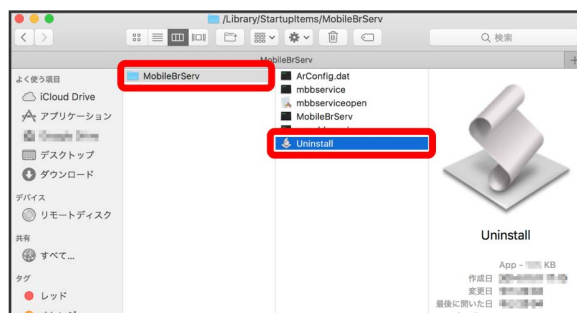 /Library/StartupItems/MobileBrServ
検索
MobileBrServ
よく使う項目
iCloud Drive
アプリケーション
デスクトップ
ダウンロード
デバイス
リモートディスク
共有
すべて...
タグ
レッド
MobileBrServ
ArConfig.dat
mbbservice
mbbserviceopen
MobileBrServ
Uninstall
Uninstall
App - KB
作成日
変更日
最後に開いた日